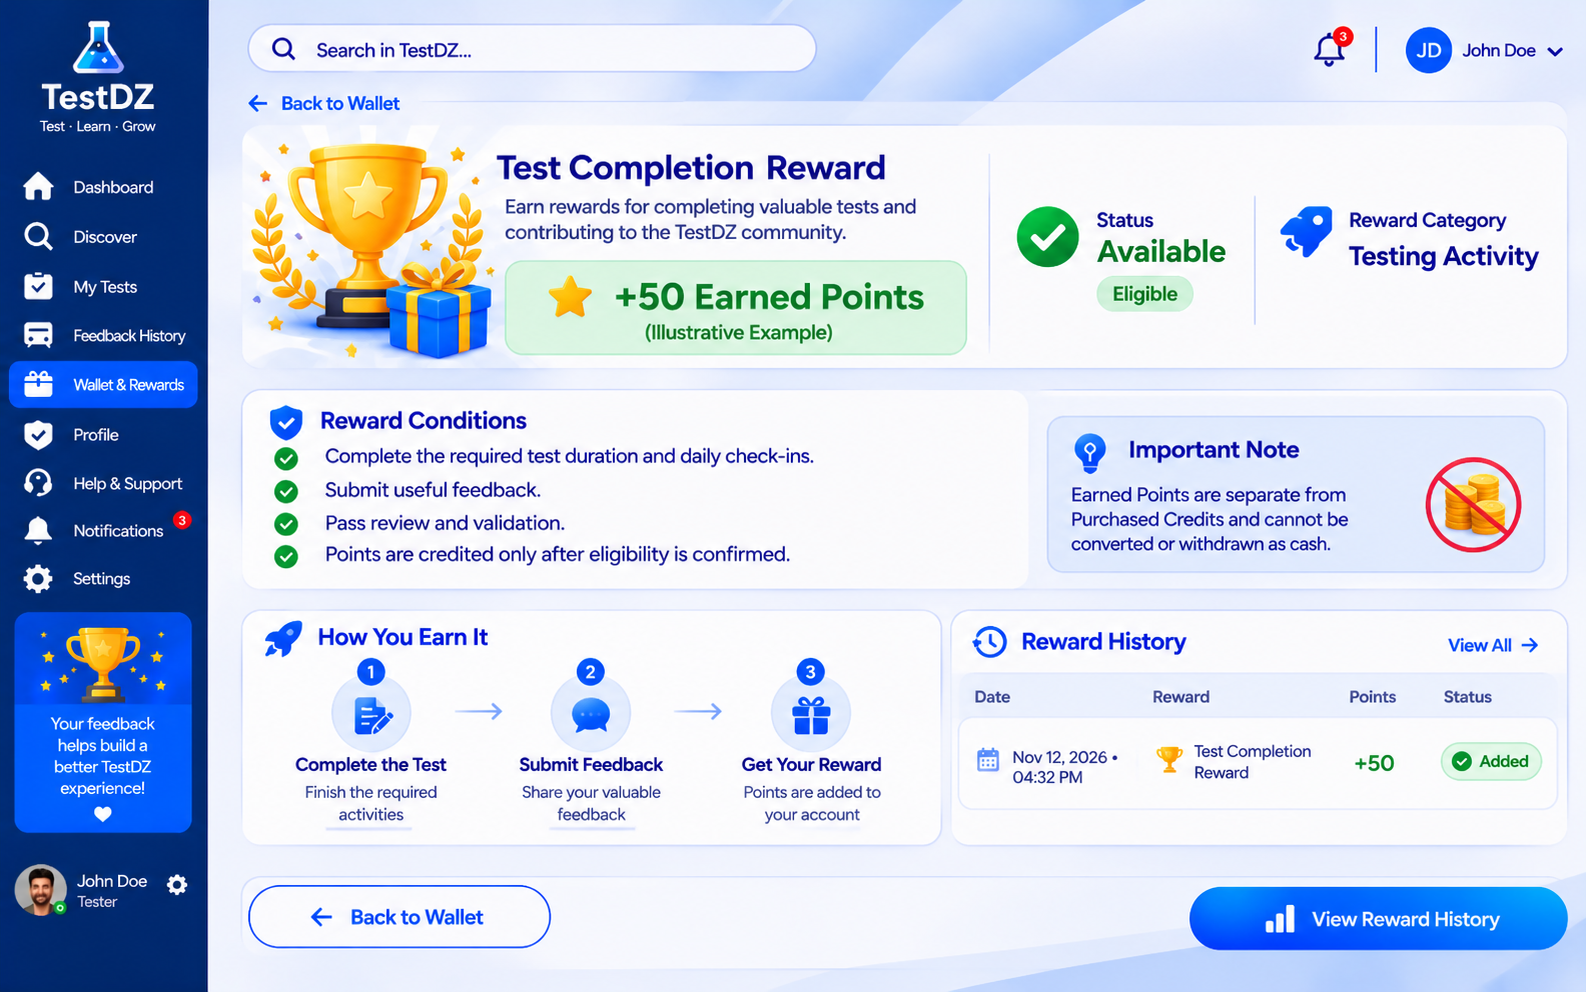 TestDZ
Test · Learn · Grow
Dashboard
Discover
My Tests
Feedback History
Wallet & Rewards
Profile
Help & Support
Notifications
3
Settings
Your feedback
helps build a
better TestDZ
experience!
John Doe
Tester
Search in TestDZ...
3
JD
John Doe
Back to Wallet
Test Completion Reward
Earn rewards for completing valuable tests and
contributing to the TestDZ community.
+50 Earned Points
(Illustrative Example)
Status
Available
Eligible
Reward Category
Testing Activity
Reward Conditions
Complete the required test duration and daily check-ins.
Submit useful feedback.
Pass review and validation.
Points are credited only after eligibility is confirmed.
Important Note
Earned Points are separate from
Purchased Credits and cannot be
converted or withdrawn as cash.
How You Earn It
1
Complete the Test
Finish the required
activities
2
Submit Feedback
Share your valuable
feedback
3
Get Your Reward
Points are added to
your account
Reward History
View All
Date
Reward
Points
Status
Nov 12, 2026 •
04:32 PM
Test Completion
Reward
+50
Added
Back to Wallet
View Reward History